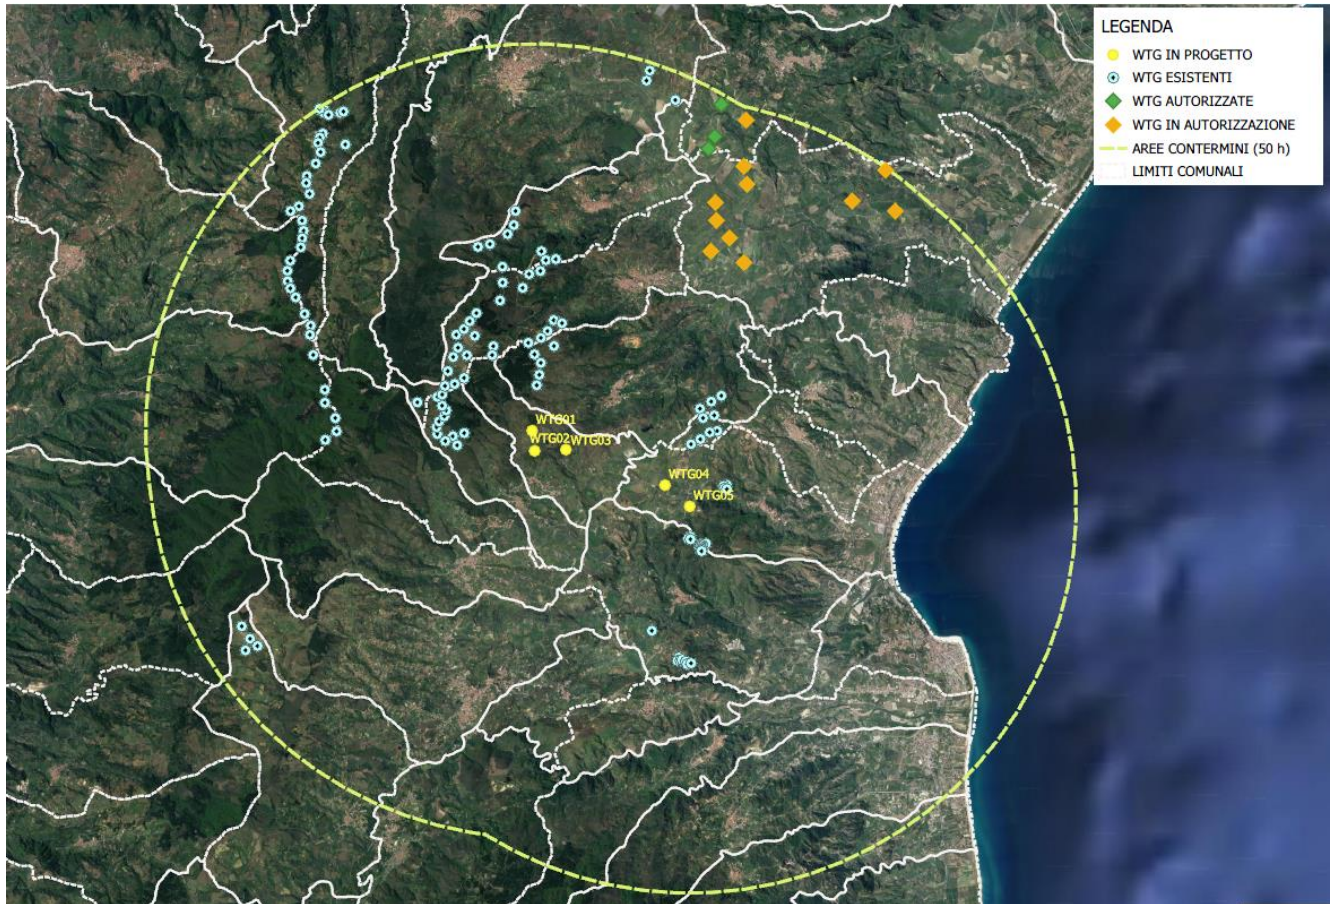 LEGENDA
WTG IN PROGETTO
WTG ESISTENTI
WTG AUTORIZZATE
WTG IN AUTORIZZAZIONE
AREE CONTERMINI (50 h)
LIMITI COMUNALI
WTG01
WTG02
WTG03
WTG04
WTG05